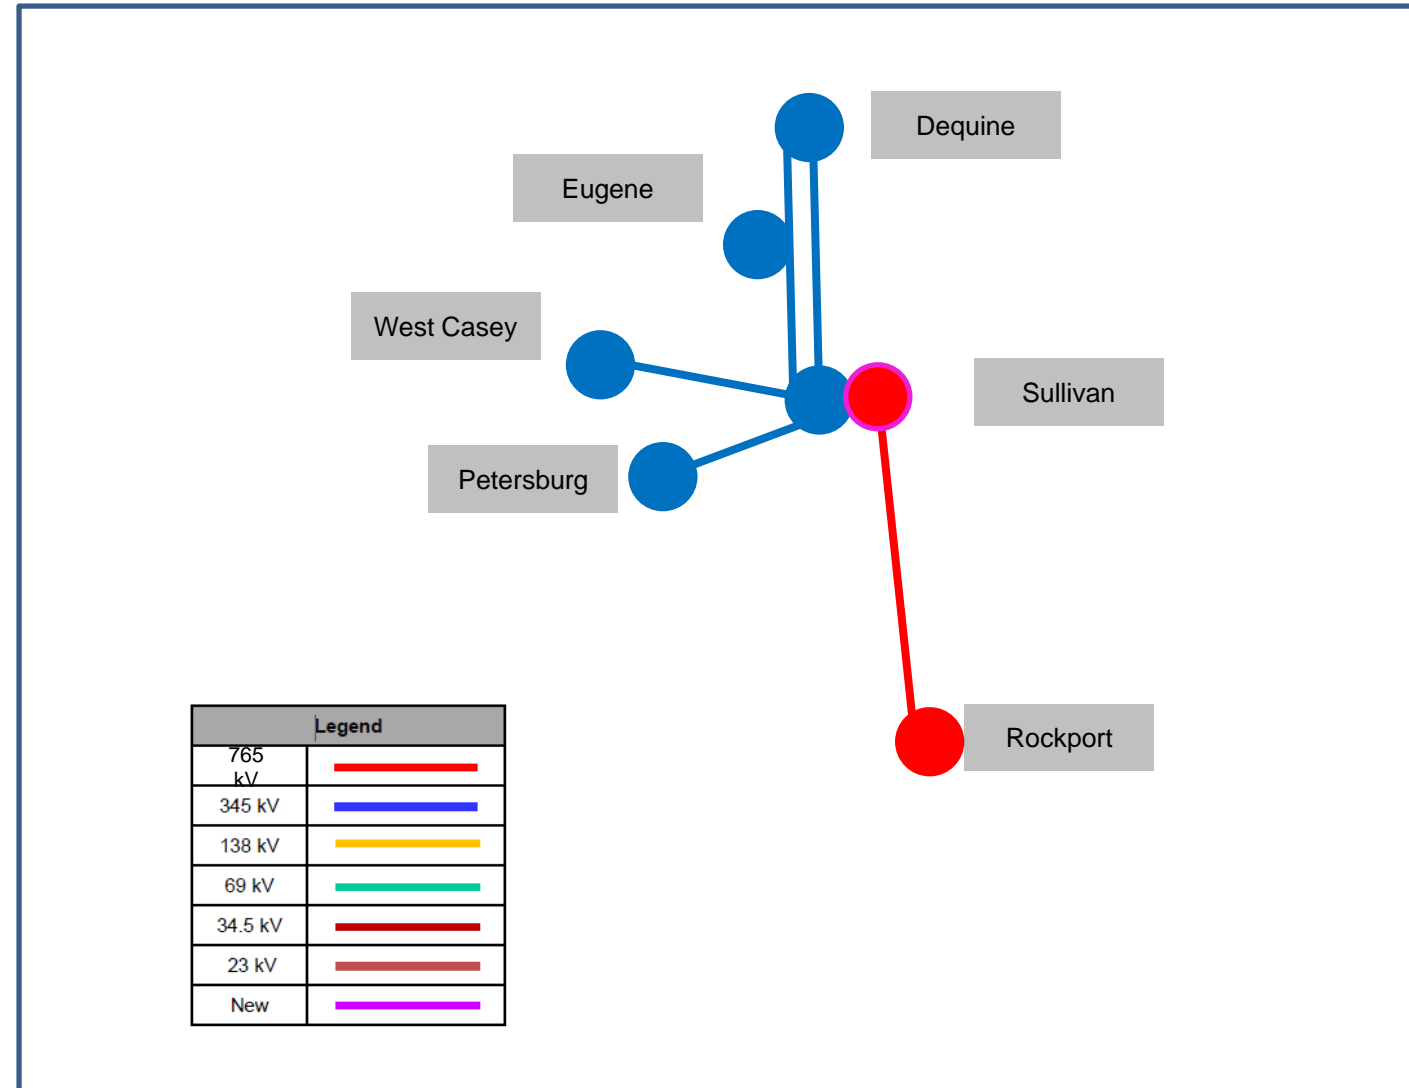 Dequine
Eugene
West Casey
Sullivan
Petersburg
Rockport
Legend
765
kV
345 kV
138 kV
69 kV
34.5 kV
23 kV
New